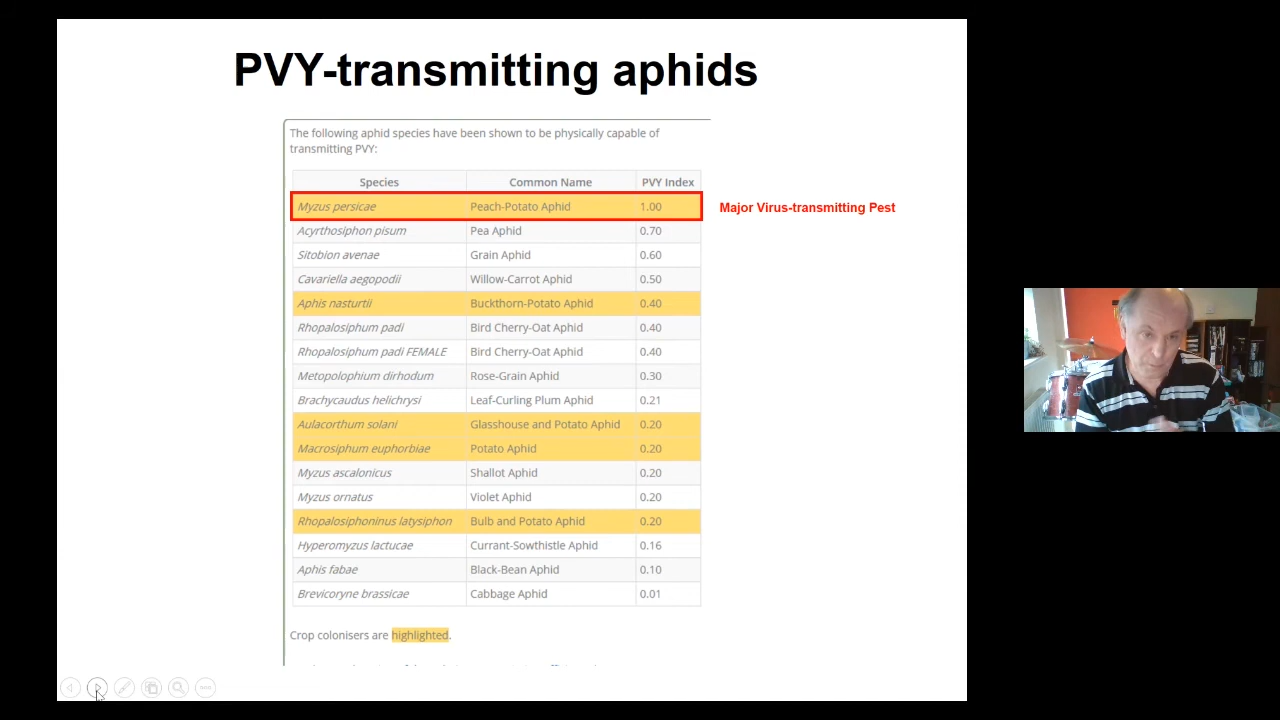 PVY-transmitting aphids
The following aphid species have been shown to be physically capable of
transmitting PVY:
Species Common Name PVY Index
Myzus persicae Peach-Potato Aphid 1.00
Major Virus-transmitting Pest
Acyrthosiphon pisum Pea Aphid 0.70
Sitobion avenae Grain Aphid 0.60
Cavariella aegopodii Willow-Carrot Aphid 0.50
Aphis nasturtii Buckthorn-Potato Aphid 0.40
Rhopalosiphum padi Bird Cherry-Oat Aphid 0.40
Rhopalosiphum padi FEMALE Bird Cherry-Oat Aphid 0.40
Metopolophium dirhodum Rose-Grain Aphid 0.30
Brachycaudus helichrysi Leaf-Curling Plum Aphid 0.21
Aulacorthum solani Glasshouse and Potato Aphid 0.20
Macrosiphum euphorbiae Potato Aphid 0.20
Myzus ascalonicus Shallot Aphid 0.20
Myzus ornatus Violet Aphid 0.20
Rhopalosiphoninus latysiphon Bulb and Potato Aphid 0.20
Hyperomyzus lactucae Currant-Sowthistle Aphid 0.16
Aphis fabae Black-Bean Aphid 0.10
Brevicoryne brassicae Cabbage Aphid 0.01
Crop colonisers are highlighted.